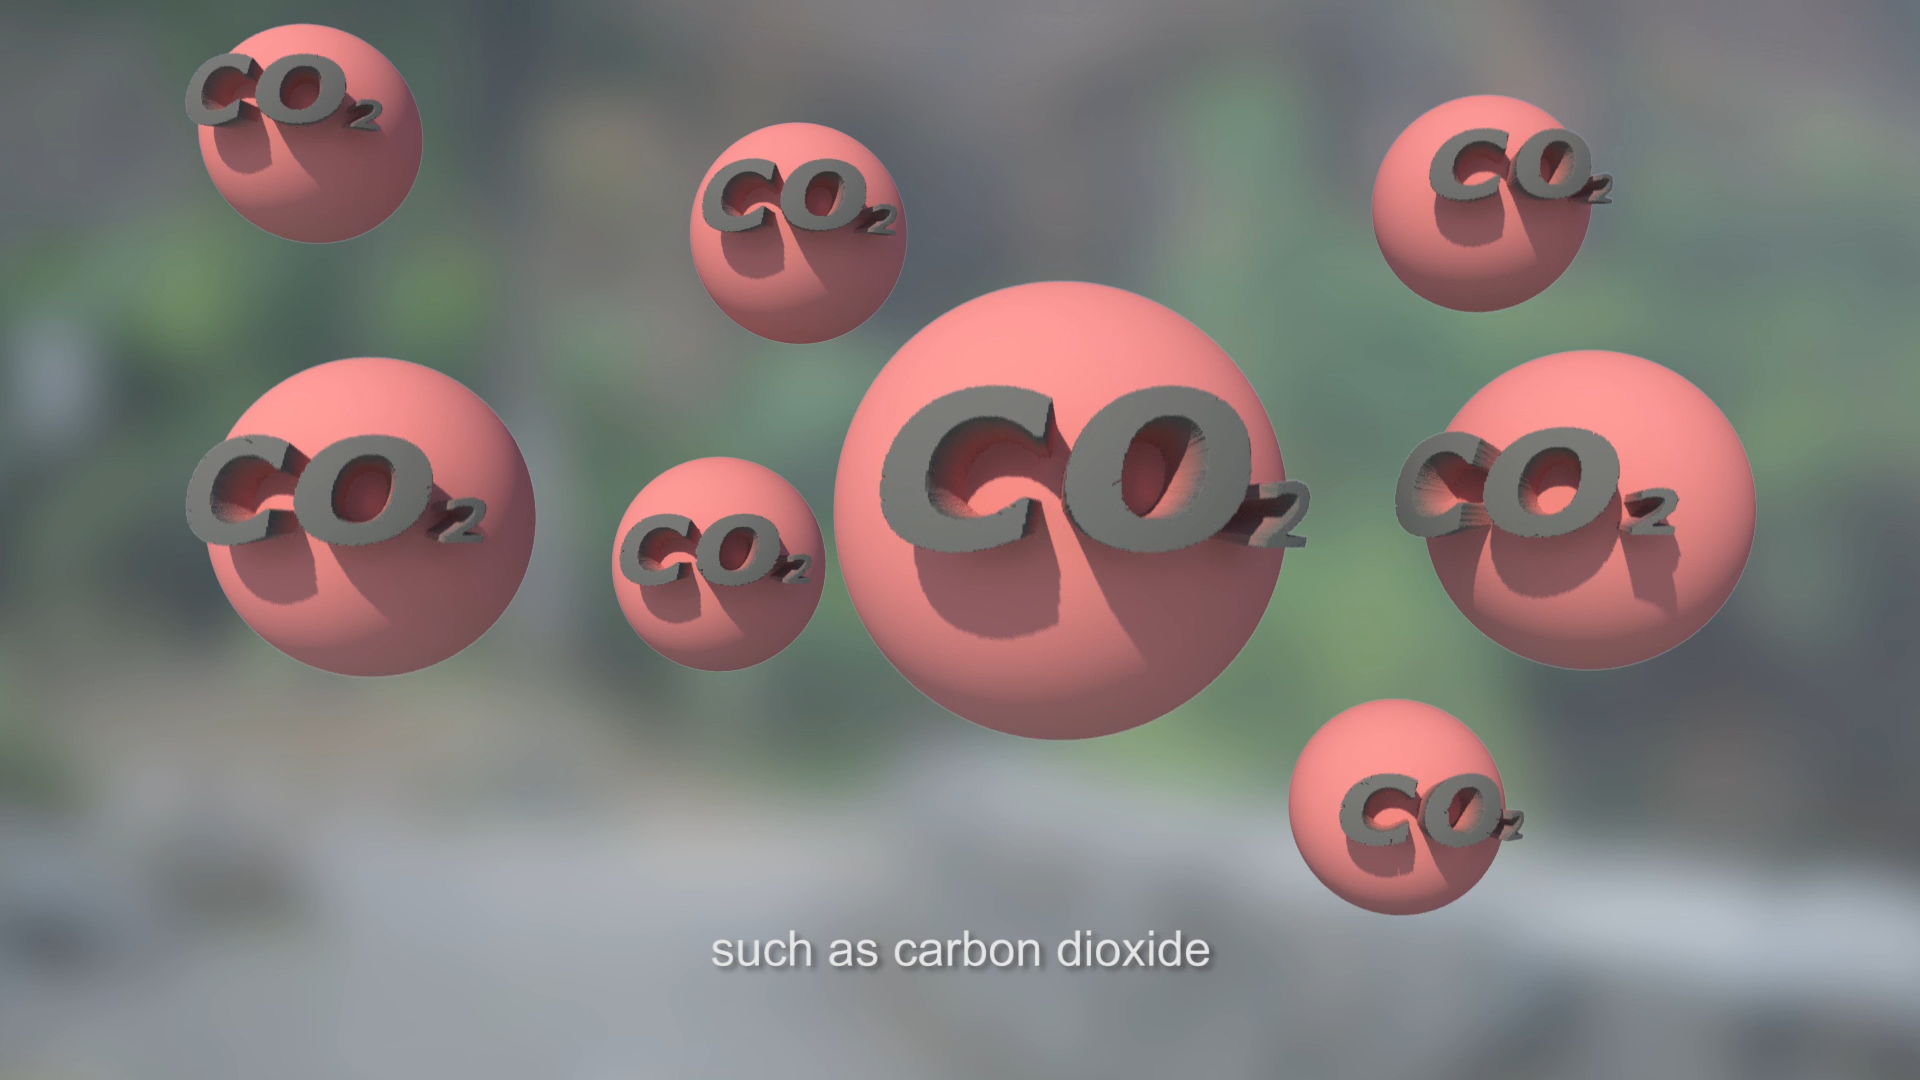 CO₂
CO₂
CO₂
CO₂
CO₂
CO₂
CO₂
CO₂
such as carbon dioxide